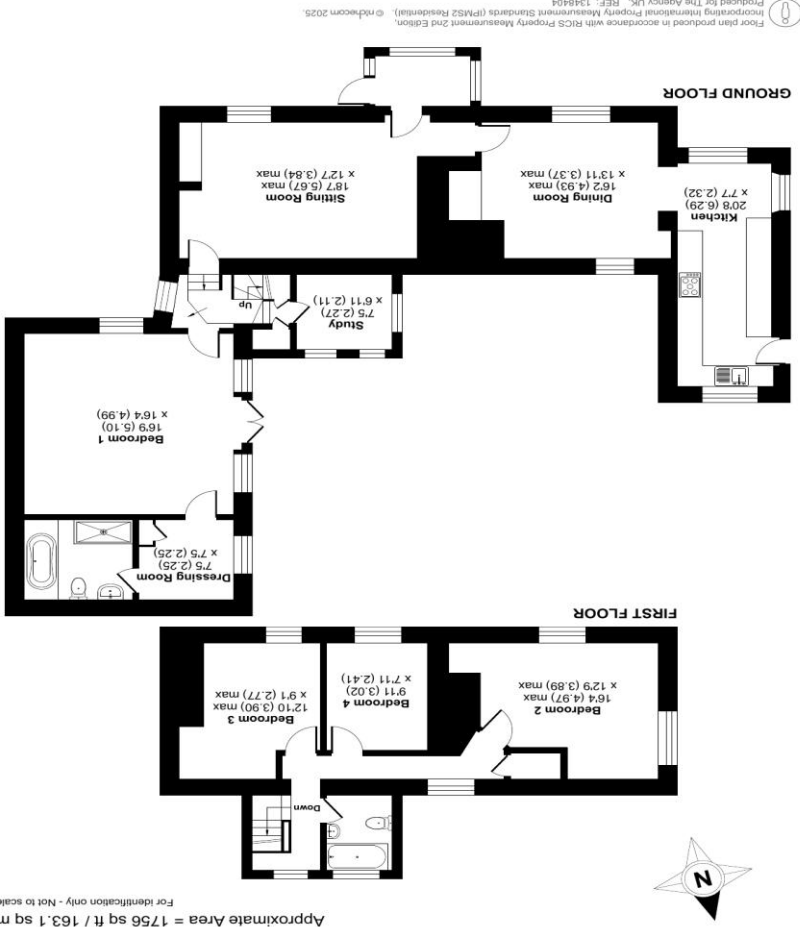 Approximate Area = 1756 sq ft / 163.1 sq m
For identification only - Not to scale
N
Down
Bedroom 2
16'4 (4.97) max
x 12'9 (3.89) max
Bedroom 4
9'11 (3.02)
x 7'11 (2.41)
Bedroom 3
12'10 (3.90) max
x 9'1 (2.77) max
FIRST FLOOR
Dressing Room
7'5 (2.25)
x 7'5 (2.25)
Bedroom 1
16'9 (5.10)
x 16'4 (4.99)
Study
7'5 (2.27)
x 6'11 (2.11)
Up
Kitchen
20'8 (6.29)
x 7'7 (2.32)
Dining Room
16'2 (4.93) max
x 13'11 (3.37) max
Sitting Room
18'7 (5.67) max
x 12'7 (3.84) max
GROUND FLOOR
Floor plan produced in accordance with RICS Property Measurement 2nd Edition,
Incorporating International Property Measurement Standards (IPMS2 Residential). © nichecom 2025.
Produced for The Agency UK. REF: 1348404